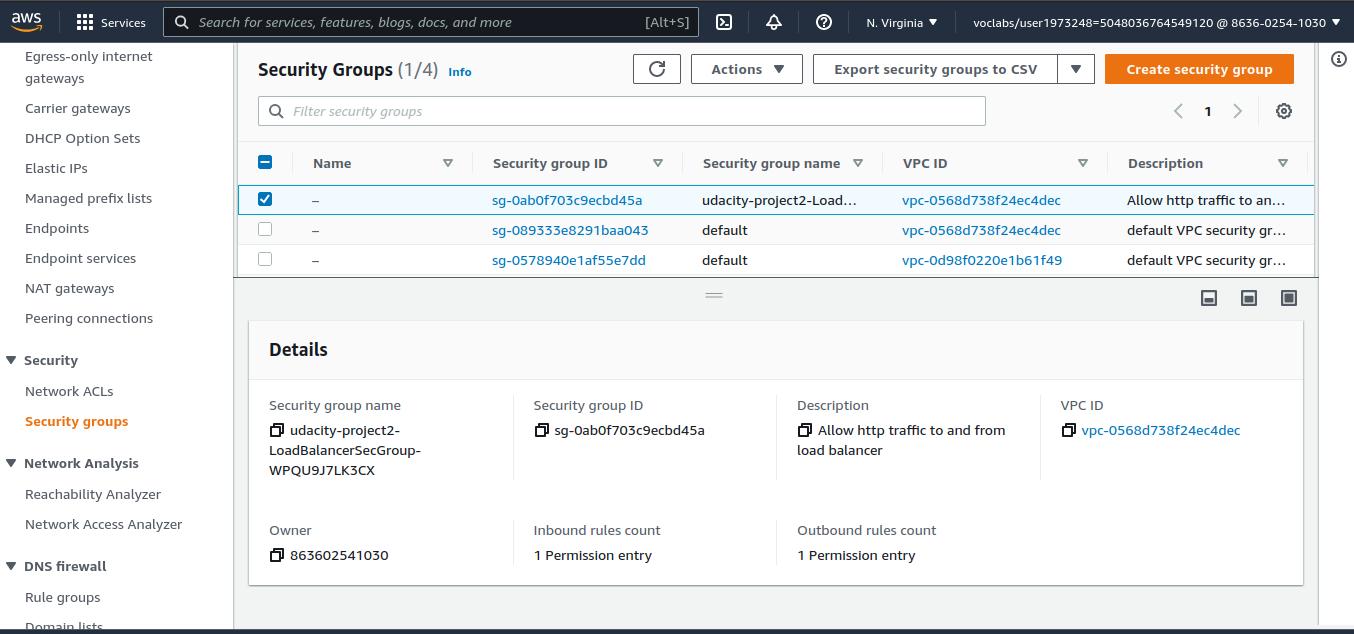 aws
Services
Search for services, features, blogs, docs, and more
[Alt+S]
N. Virginia
voclabs/user1973248=5048036764549120 @ 8636-0254-1030
Egress-only internet
gateways
Carrier gateways
DHCP Option Sets
Elastic IPs
Managed prefix lists
Endpoints
Endpoint services
NAT gateways
Peering connections
Security
Network ACLs
Security groups
Network Analysis
Reachability Analyzer
Network Access Analyzer
DNS firewall
Rule groups
Domain lists
Security Groups (1/4) Info
Actions
Export security groups to CSV
Create security group
Filter security groups
1
Name Security group ID Security group name VPC ID Description
– sg-0ab0f703c9ecbd45a udacity-project2-Load... vpc-0568d738f24ec4dec Allow http traffic to an...
– sg-089333e8291baa043 default vpc-0568d738f24ec4dec default VPC security gr...
– sg-0578940e1af55e7dd default vpc-0d98f0220e1b61f49 default VPC security gr...
Details
Security group name
udacity-project2-
LoadBalancerSecGroup-
WPQU9J7LK3CX
Security group ID
sg-0ab0f703c9ecbd45a
Description
Allow http traffic to and from
load balancer
VPC ID
vpc-0568d738f24ec4dec
Owner
863602541030
Inbound rules count
1 Permission entry
Outbound rules count
1 Permission entry